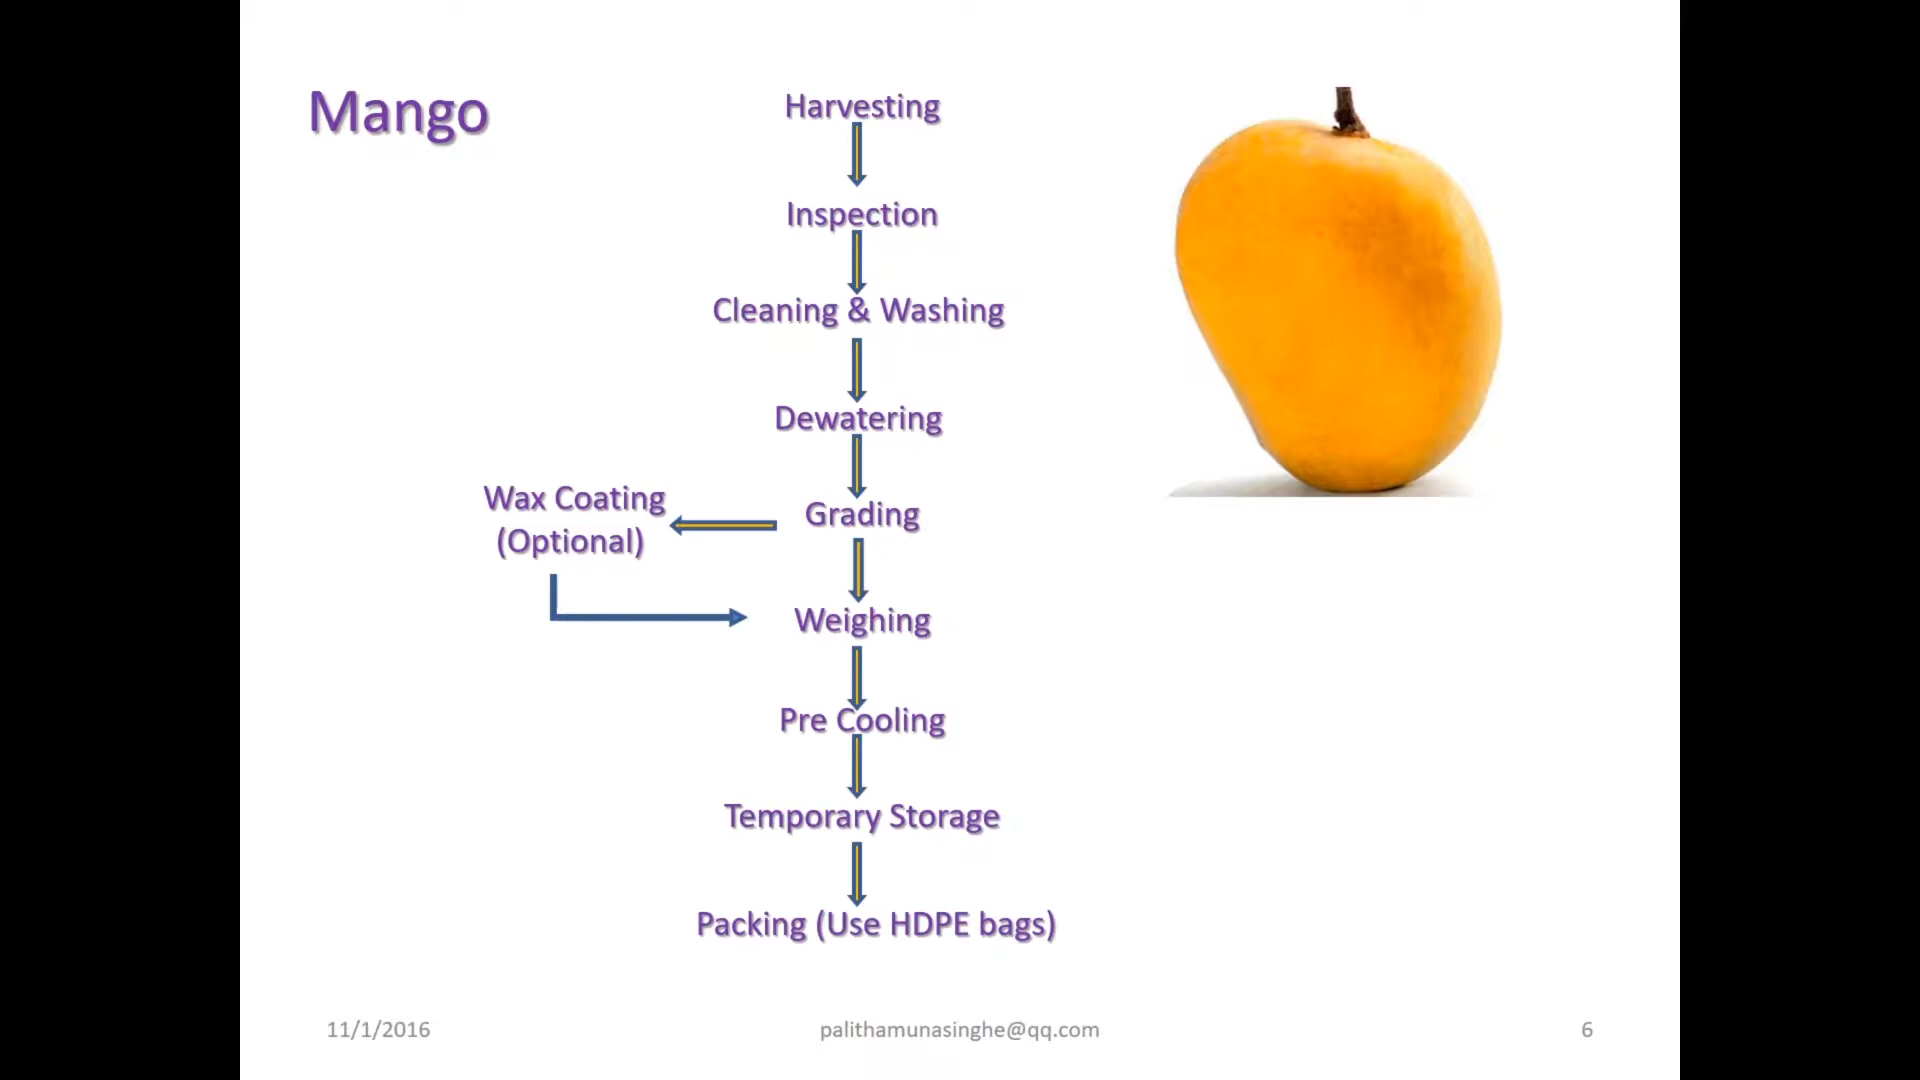 Mango
Harvesting
Inspection
Cleaning & Washing
Dewatering
Grading
Wax Coating
(Optional)
Weighing
Pre Cooling
Temporary Storage
Packing (Use HDPE bags)
11/1/2016
palithamunasinghe@qq.com
6